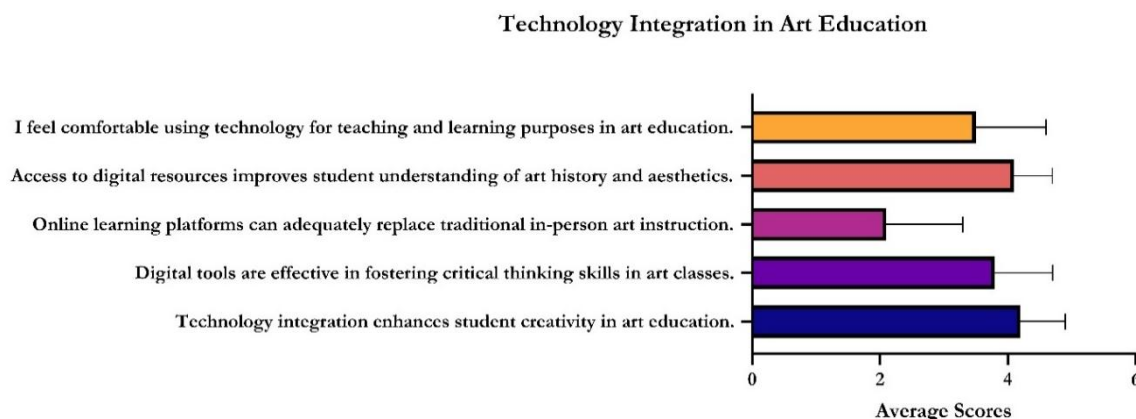 Technology Integration in Art Education
I feel comfortable using technology for teaching and learning purposes in art education.
Access to digital resources improves student understanding of art history and aesthetics.
Online learning platforms can adequately replace traditional in-person art instruction.
Digital tools are effective in fostering critical thinking skills in art classes.
Technology integration enhances student creativity in art education.
0 2 4 6
Average Scores